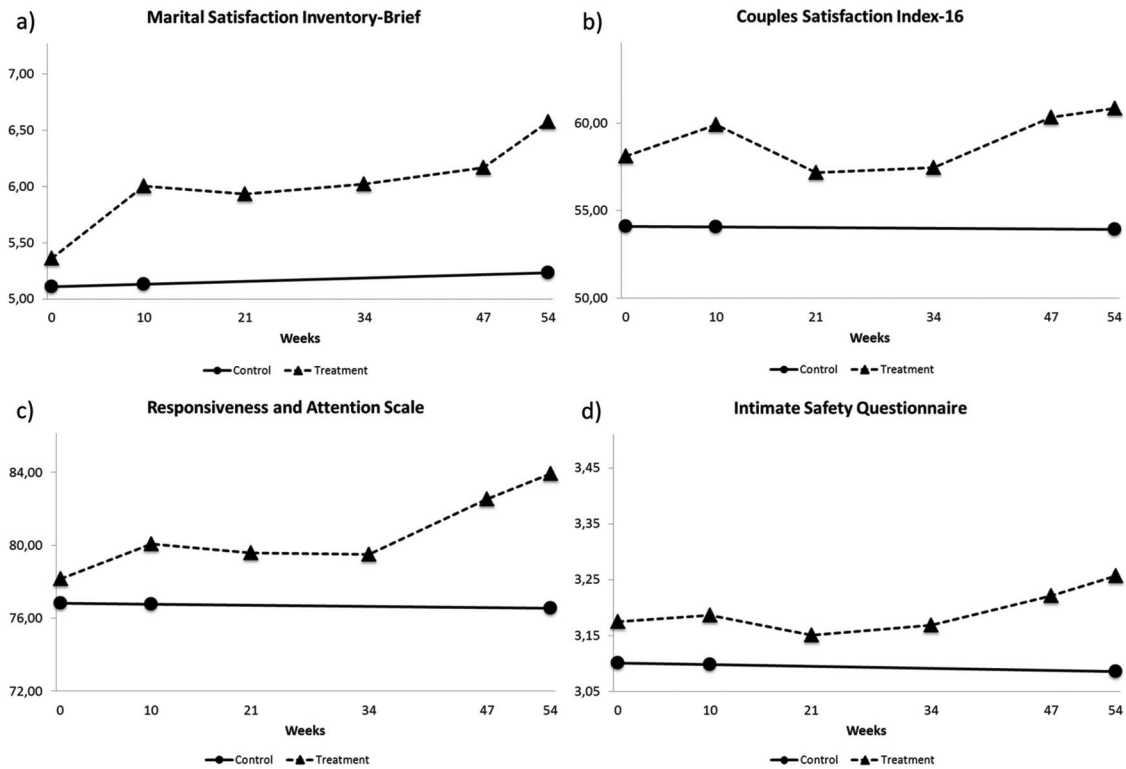 a)
Marital Satisfaction Inventory-Brief
7,00
6,50
6,00
5,50
5,00
0 10 21 34 47 54
Weeks
Control Treatment
b)
Couples Satisfaction Index-16
60,00
55,00
50,00
0 10 21 34 47 54
Weeks
Control Treatment
c)
Responsiveness and Attention Scale
84,00
80,00
76,00
72,00
0 10 21 34 47 54
Weeks
Control Treatment
d)
Intimate Safety Questionnaire
3,45
3,35
3,25
3,15
3,05
0 10 21 34 47 54
Weeks
Control Treatment